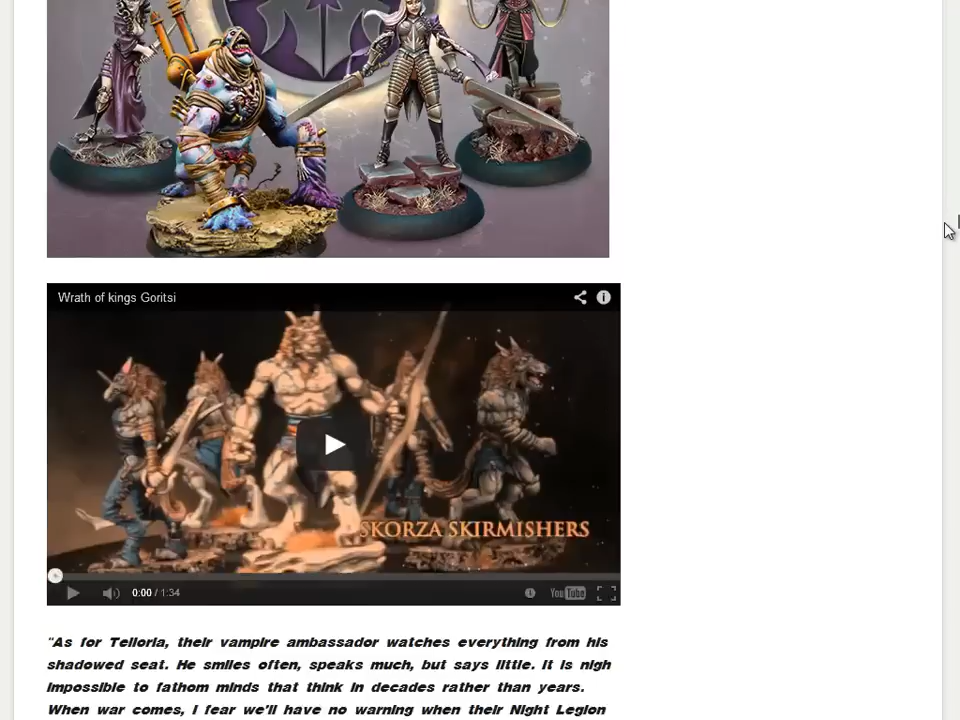 Wrath of kings Goritsi
SKORZA SKIRMISHERS
0:00 / 1:34
YouTube
"As for Telloria, their vampire ambassador watches everything from his
shadowed seat. He smiles often, speaks much, but says little. It is nigh
impossible to fathom minds that think in decades rather than years.
When war comes, I fear we'll have no warning when their Night Legion